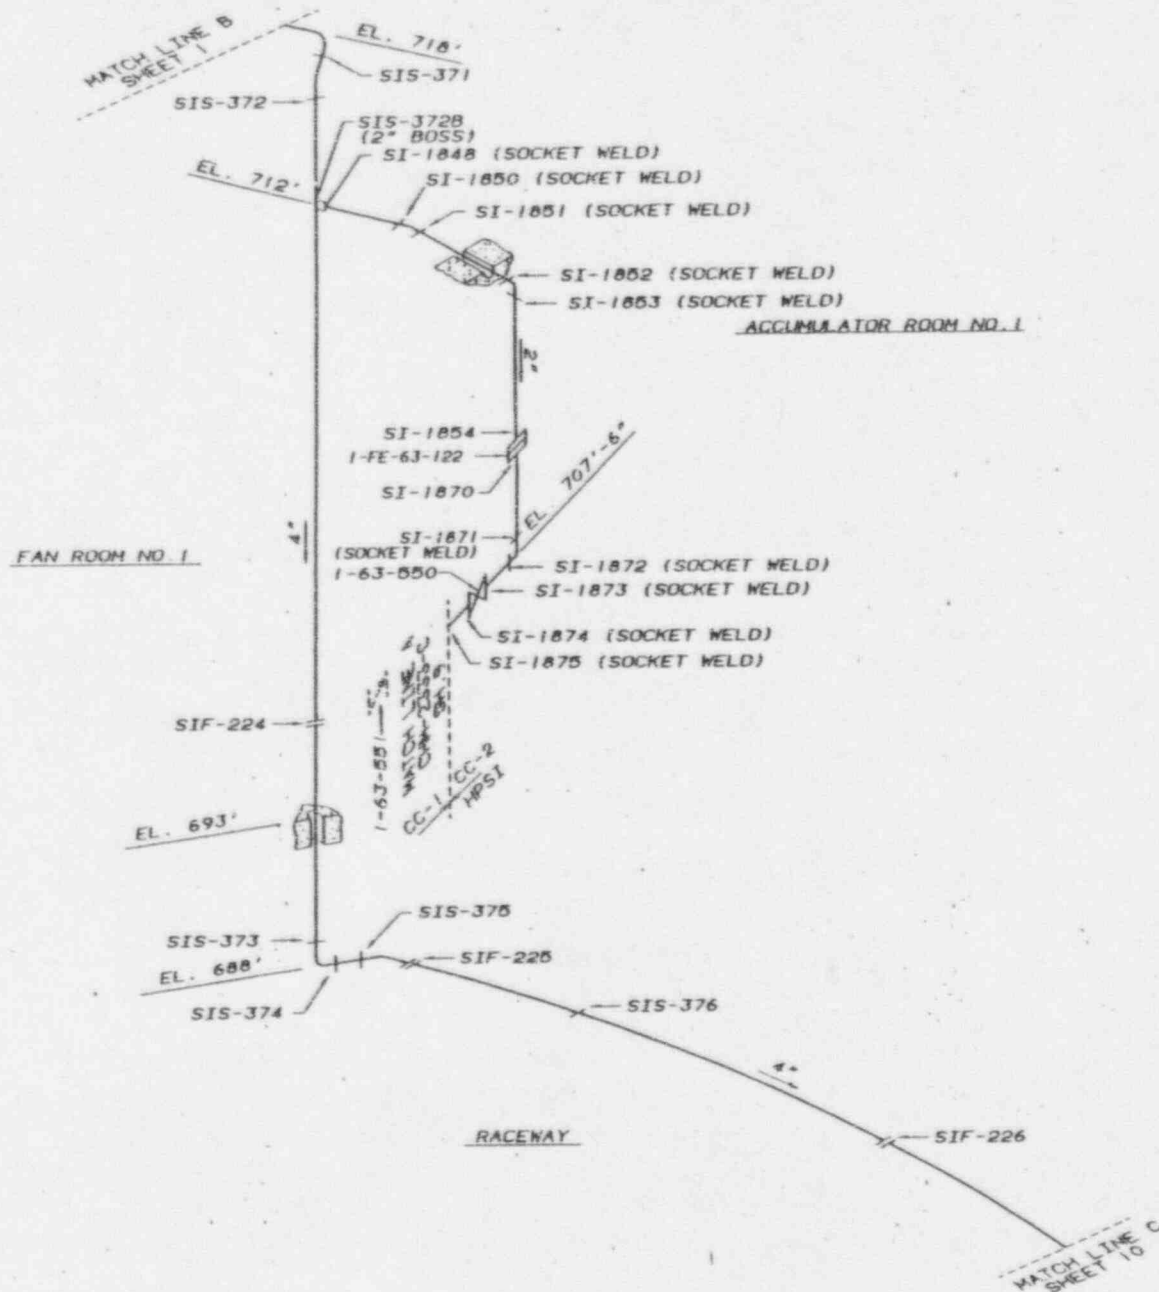 MATCH LINE B
SHEET 1
EL. 718'
SIS-371
SIS-372
SIS-372B
(2" BOSS)
SI-1848 (SOCKET WELD)
EL. 712'
SI-1850 (SOCKET WELD)
SI-1851 (SOCKET WELD)
SI-1852 (SOCKET WELD)
SI-1853 (SOCKET WELD)
ACCUMULATOR ROOM NO. 1
2"
SI-1854
1-FE-63-122
SI-1870
EL. 707'-6"
SI-1871
(SOCKET WELD)
1-63-550
SI-1872 (SOCKET WELD)
SI-1873 (SOCKET WELD)
SI-1874 (SOCKET WELD)
SI-1875 (SOCKET WELD)
4"
FAN ROOM NO. 1
SIF-224
1-63-551
CC-1 CC-2
HPSI
EL. 693'
SIS-373
SIS-375
EL. 688'
SIF-225
SIS-374
SIS-376
4"
RACEWAY
SIF-226
MATCH LINE C
SHEET 10